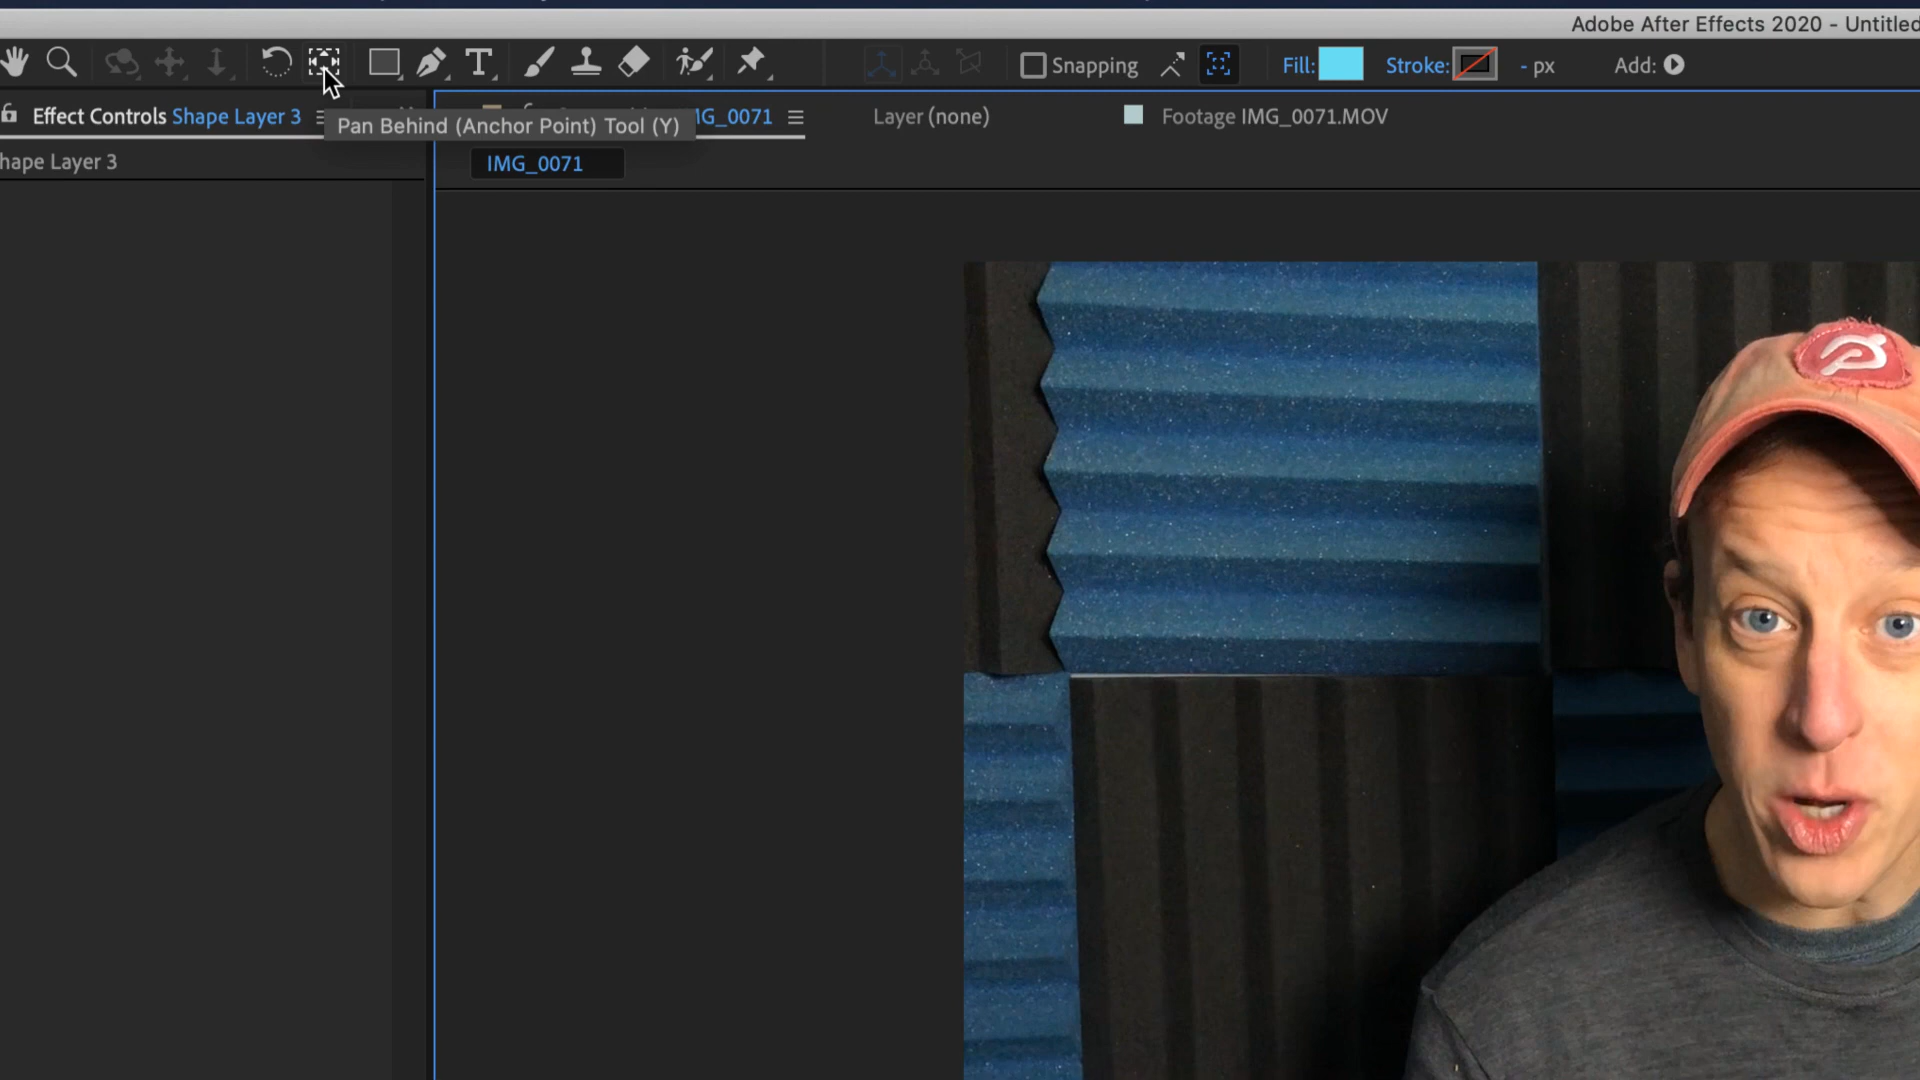 Adobe After Effects 2020 - Untitled
Snapping
Fill:
Stroke:
- px
Add:
Effect Controls Shape Layer 3
Pan Behind (Anchor Point) Tool (Y)
MG_0071
Layer (none)
Footage IMG_0071.MOV
hape Layer 3
IMG_0071